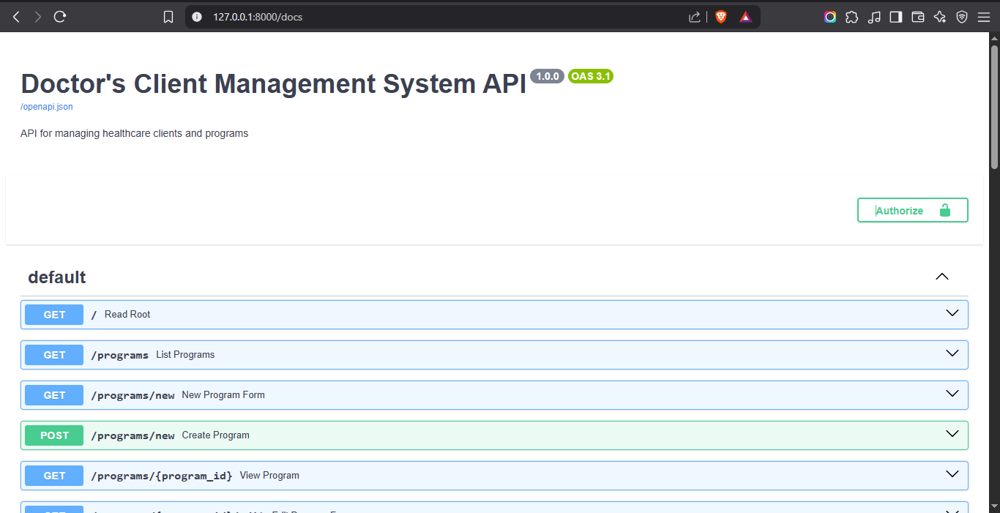 127.0.0.1:8000/docs
Doctor's Client Management System API 1.0.0 OAS 3.1
/openapi.json
API for managing healthcare clients and programs
Authorize
default
GET / Read Root
GET /programs List Programs
GET /programs/new New Program Form
POST /programs/new Create Program
GET /programs/{program_id} View Program
GET